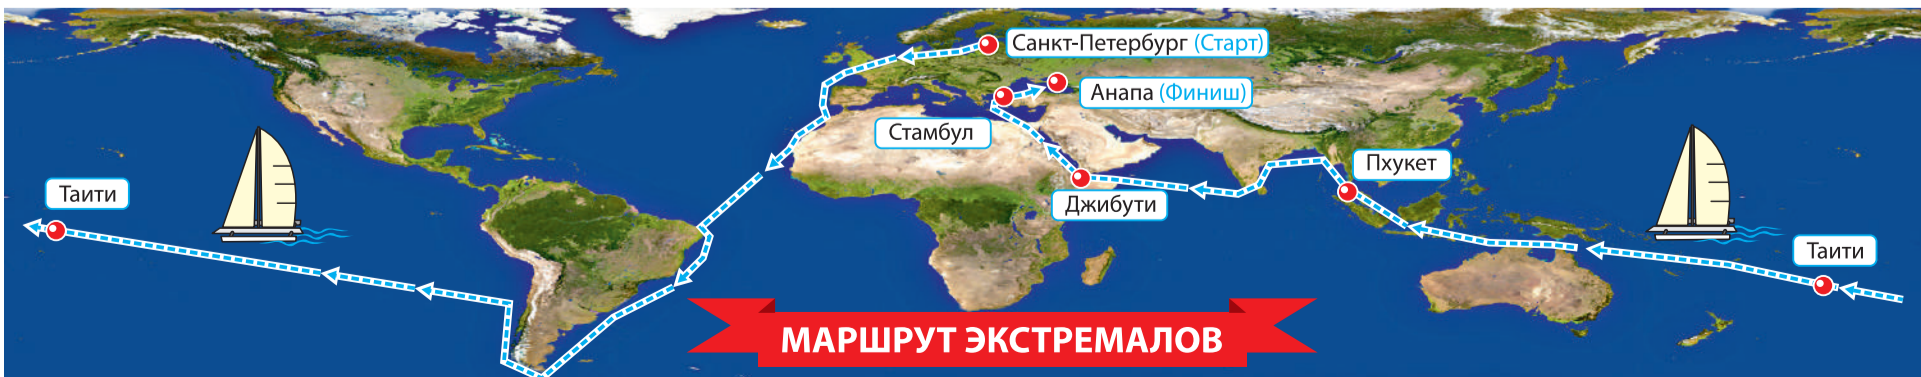 Санкт-Петербург (Старт)
Анапа (Финиш)
Стамбул
Пхукет
Таити
Джибути
Таити
МАРШРУТ ЭКСТРЕМАЛОВ